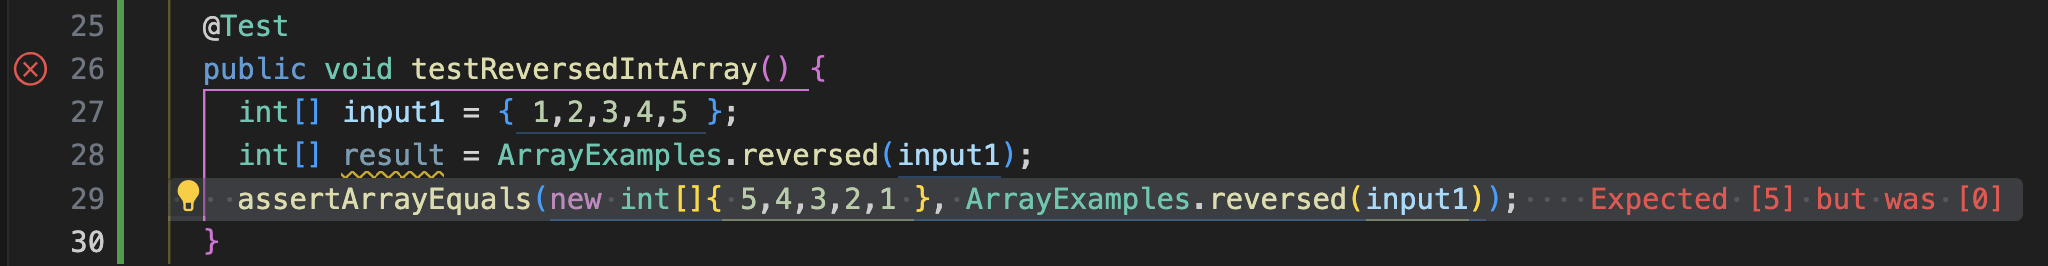 25 @Test
26 public void testReversedIntArray() {
27 int[] input1 = { 1,2,3,4,5 };
28 int[] result = ArrayExamples.reversed(input1);
29 assertArrayEquals(new int[]{ 5,4,3,2,1 }, ArrayExamples.reversed(input1)); Expected [5] but was [0]
30 }